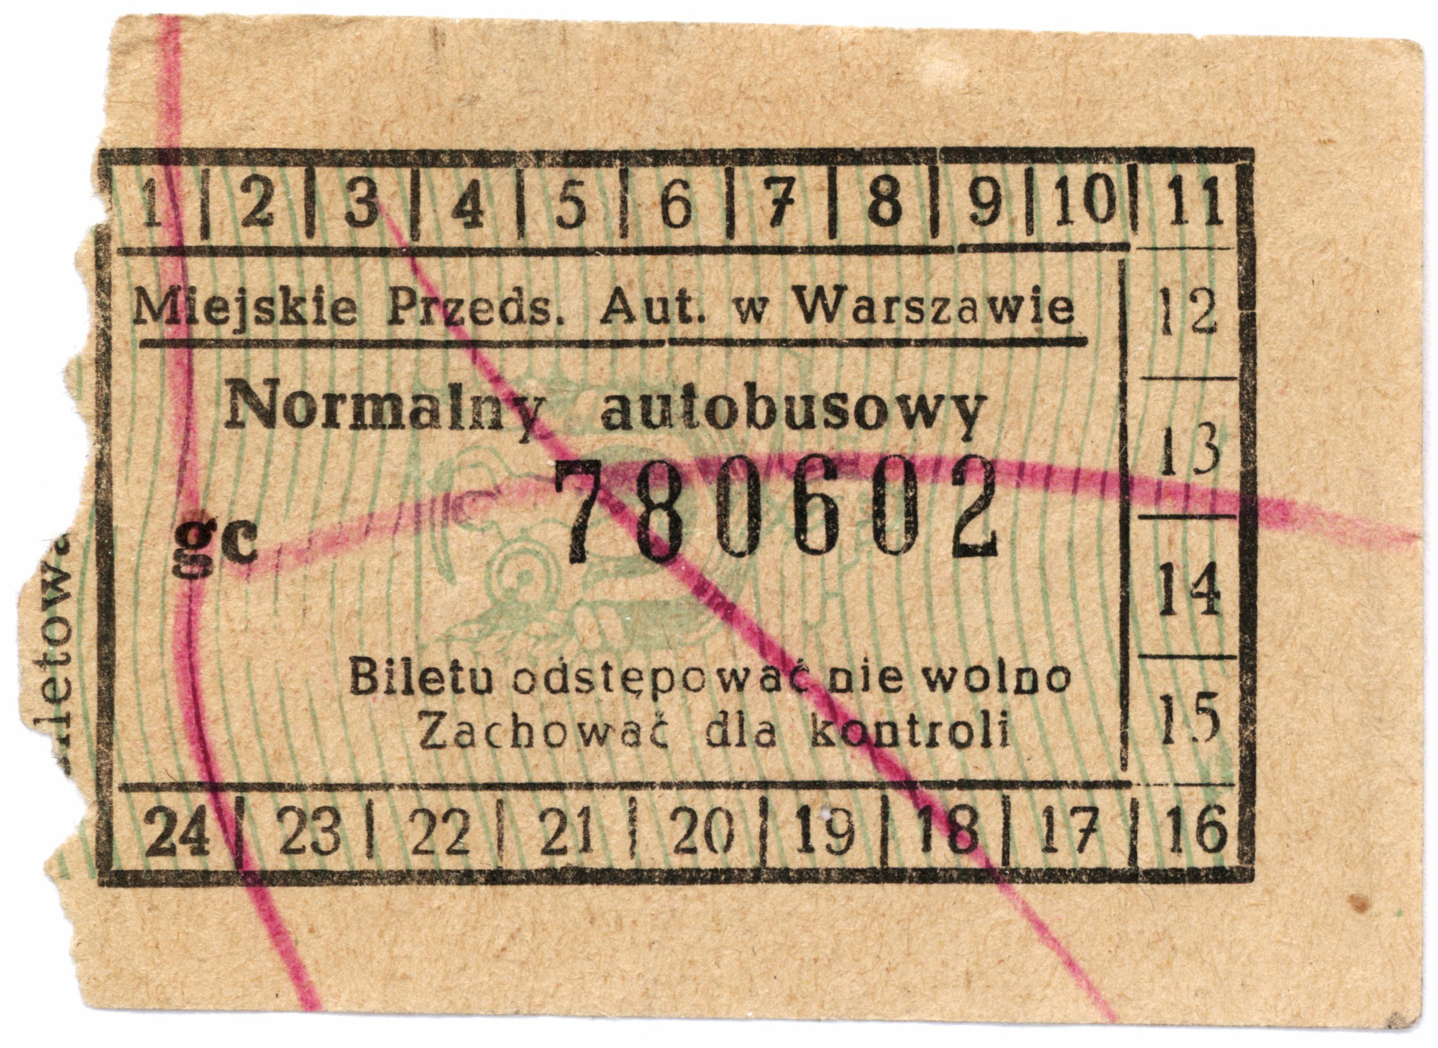 1 2 3 4 5 6 7 8 9 10 11
Miejskie Przeds. Aut. w Warszawie
12
Normalny autobusowy
13
780602
gc
14
Biletu odstępować nie wolno
Zachować dla kontroli
15
24 23 22 21 20 19 18 17 16